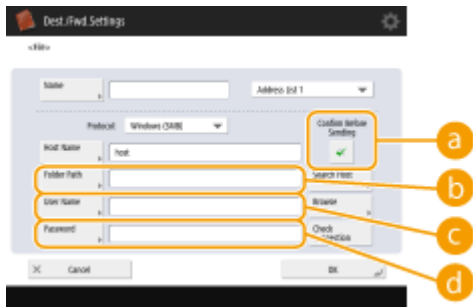 Dest./Fwd.Settings
<File>
Name
Address List 1
Protocol: Windows (SMB)
Confirm Before
Sending
Host Name
host
Folder Path
Search Host
User Name
Browse
Password
Check
Cancel
OK
a
b
c
d